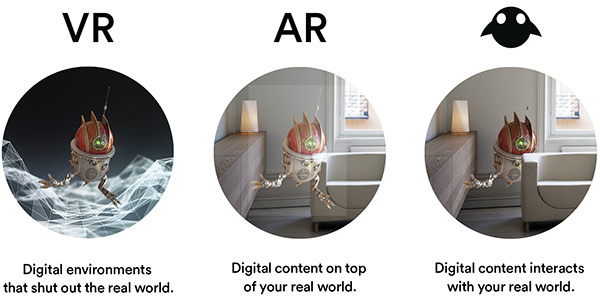 VR
AR
Digital environments
that shut out the real world.
Digital content on top
of your real world.
Digital content interacts
with your real world.